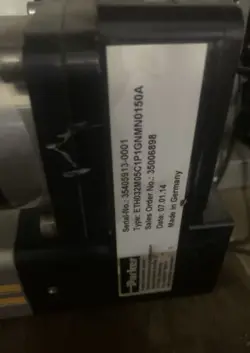 Serial-No.: 35405913-0001
Type: ETH032M05C1P1GNMN0150A
Sales Order No.: 35006898
Date: 07.01.14
Made in Germany
Parker